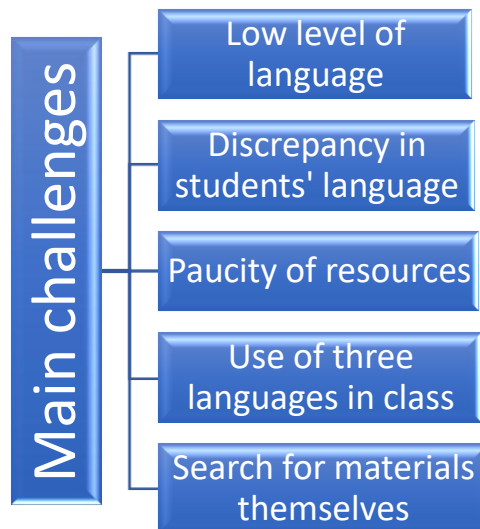 Main challenges
Low level of
language
Discrepancy in
students' language
Paucity of resources
Use of three
languages in class
Search for materials
themselves